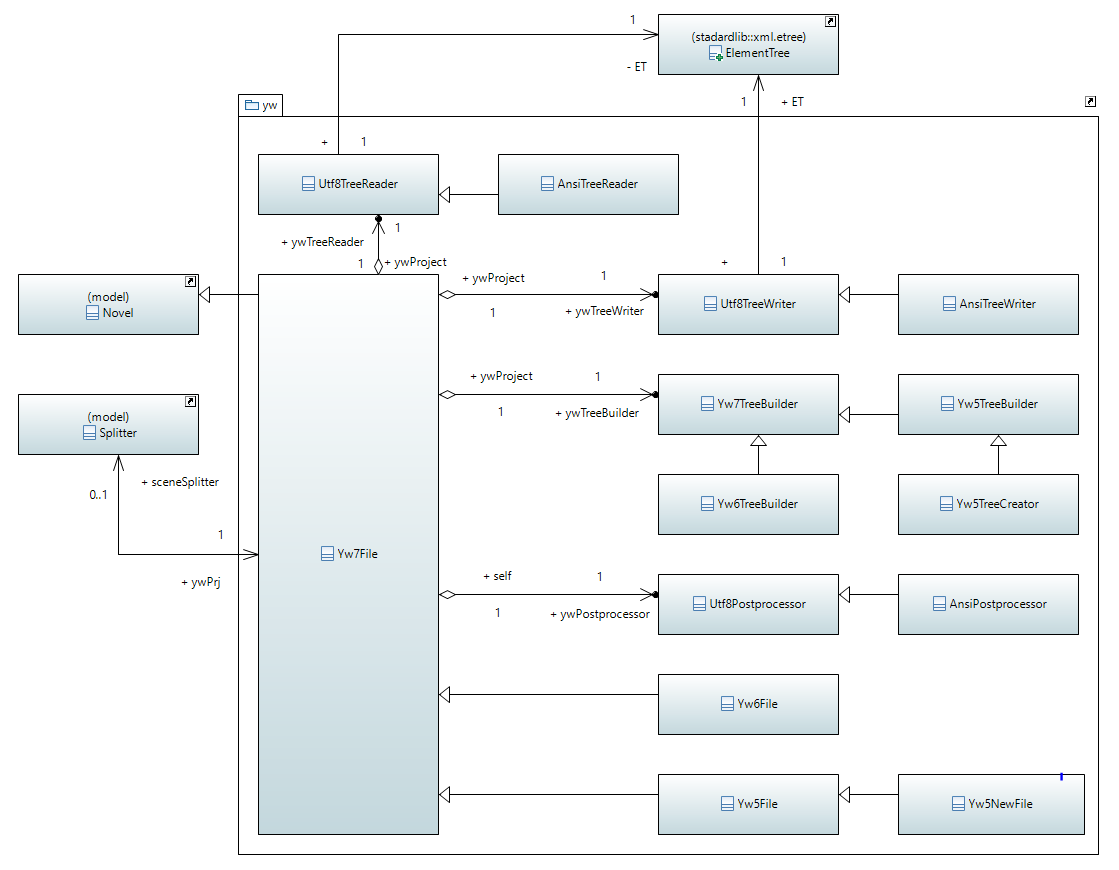 1
(stadardlib::xml.etree)
ElementTree
- ET
1
+ ET
yw
+
1
Utf8TreeReader
AnsiTreeReader
1
+ ywTreeReader
1
+ ywProject
+
1
(model)
Novel
+ ywProject
1
1
+ ywTreeWriter
Utf8TreeWriter
AnsiTreeWriter
+ ywProject
1
1
+ ywTreeBuilder
Yw7TreeBuilder
Yw5TreeBuilder
(model)
Splitter
+ sceneSplitter
0..1
Yw6TreeBuilder
Yw5TreeCreator
1
+ ywPrj
Yw7File
+ self
1
1
+ ywPostprocessor
Utf8Postprocessor
AnsiPostprocessor
Yw6File
Yw5File
Yw5NewFile